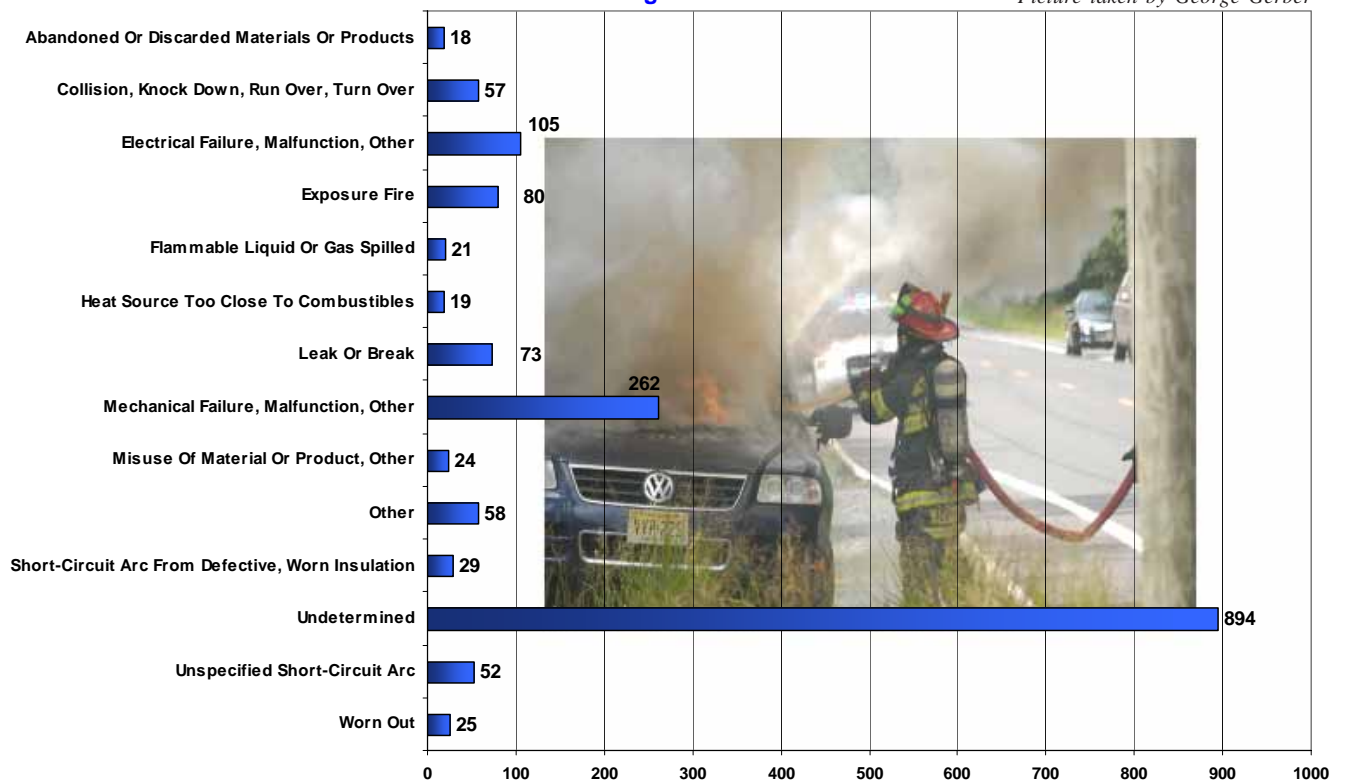 Picture taken by George Gerber
Abandoned Or Discarded Materials Or Products 18
Collision, Knock Down, Run Over, Turn Over 57
Electrical Failure, Malfunction, Other 105
Exposure Fire 80
Flammable Liquid Or Gas Spilled 21
Heat Source Too Close To Combustibles 19
Leak Or Break 73
Mechanical Failure, Malfunction, Other 262
Misuse Of Material Or Product, Other 24
Other 58
Short-Circuit Arc From Defective, Worn Insulation 29
Undetermined 894
Unspecified Short-Circuit Arc 52
Worn Out 25
0 100 200 300 400 500 600 700 800 900 1000